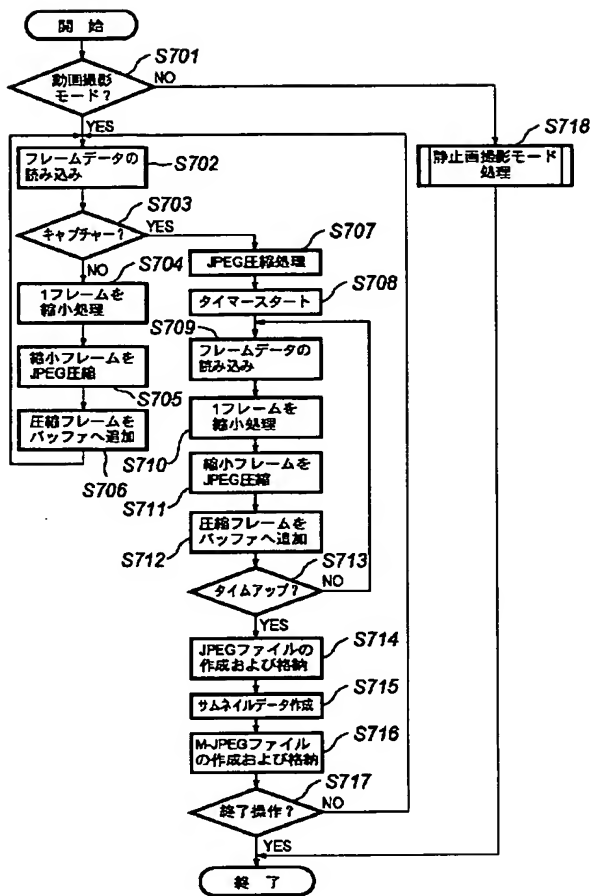 開 始
S701
動画撮影
モード?
NO
YES
S718
静止画撮影モード
処理
フレームデータの
読み込み
S702
S703
キャプチャー?
YES
NO
S704
1フレームを
縮小処理
縮小フレームを
JPEG圧縮
S705
圧縮フレームを
バッファへ追加
S706
S707
JPEG圧縮処理
S708
タイマースタート
S709
フレームデータの
読み込み
1フレームを
縮小処理
S710
縮小フレームを
JPEG圧縮
S711
圧縮フレームを
バッファへ追加
S712
S713
タイムアップ?
NO
YES
S714
JPEGファイルの
作成および格納
S715
サムネイルデータ作成
S716
M-JPEGファイル
の作成および格納
S717
終了操作?
NO
YES
終 了